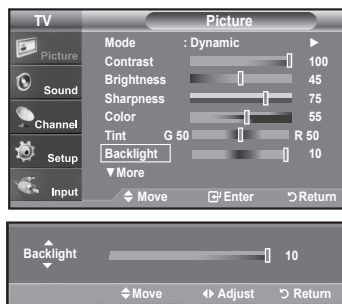 TV Picture
Picture
Sound
Channel
Setup
Input
Mode : Dynamic ►
Contrast 100
Brightness 45
Sharpness 75
Color 55
Tint G 50 R 50
Backlight 10
▼More
Move Enter Return
Backlight 10
Move Adjust Return